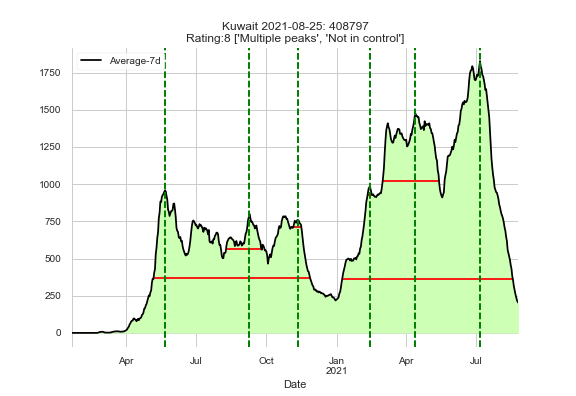 Kuwait 2021-08-25: 408797
Rating:8 ['Multiple peaks', 'Not in control']
Average-7d
1750
1500
1250
1000
750
500
250
0
Apr
Jul
Oct
Jan
2021
Apr
Jul
Date